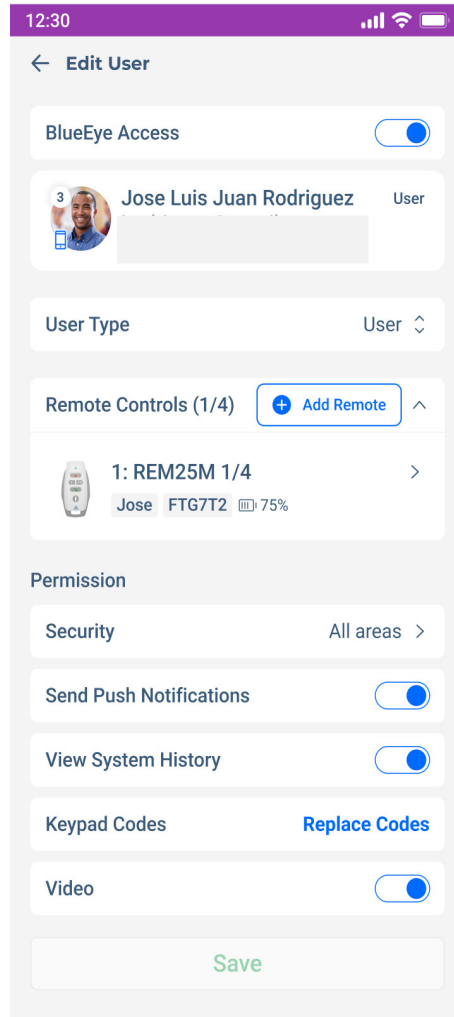 12:30
Edit User
BlueEye Access
3
Jose Luis Juan Rodriguez User
User Type User
Remote Controls (1/4) Add Remote
1: REM25M 1/4
Jose FTG7T2 75%
Permission
Security All areas
Send Push Notifications
View System History
Keypad Codes Replace Codes
Video
Save